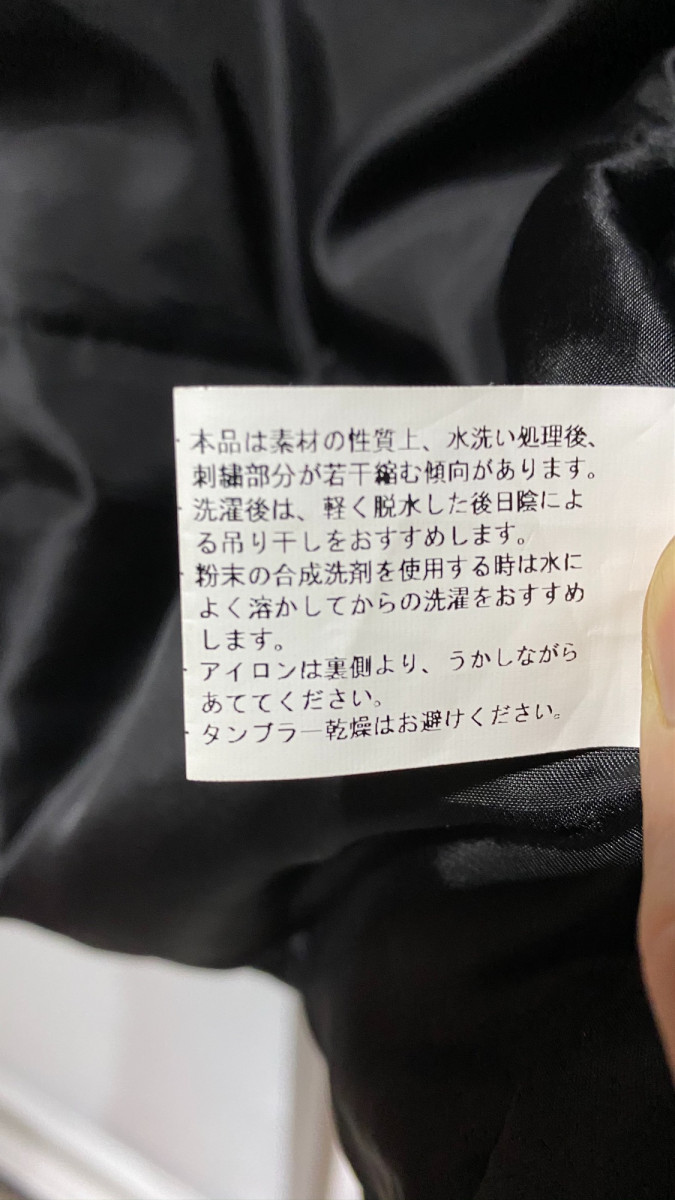 ・本品は素材の性質上、水洗い処理後、
刺繍部分が若干縮む傾向があります。
・洗濯後は、軽く脱水した後日陰によ
る吊り干しをおすすめします。
・粉末の合成洗剤を使用する時は水に
よく溶かしてからの洗濯をおすすめ
します。
・アイロンは裏側より、うかしながら
あててください。
・タンブラー乾燥はお避けください。